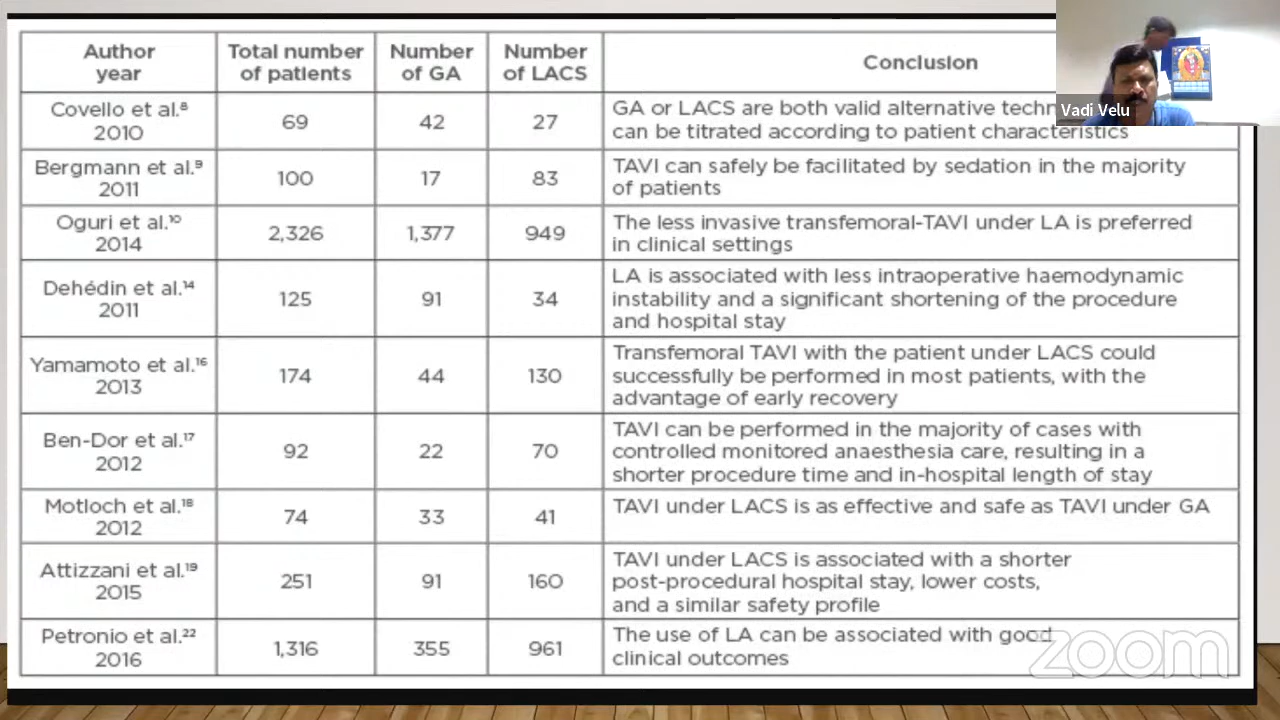 Author
year
Total number
of patients
Number
of GA
Number
of LACS
Conclusion
Covello et al.⁸
2010
69
42
27
GA or LACS are both valid alternative
can be titrated according to patient characteristics
Bergmann et al.⁹
2011
100
17
83
TAVI can safely be facilitated by sedation in the majority
of patients
Oguri et al.¹⁰
2014
2,326
1,377
949
The less invasive transfemoral-TAVI under LA is preferred
in clinical settings
Dehédin et al.¹⁴
2011
125
91
34
LA is associated with less intraoperative haemodynamic
instability and a significant shortening of the procedure
and hospital stay
Yamamoto et al.¹⁶
2013
174
44
130
Transfemoral TAVI with the patient under LACS could
successfully be performed in most patients, with the
advantage of early recovery
Ben-Dor et al.¹⁷
2012
92
22
70
TAVI can be performed in the majority of cases with
controlled monitored anaesthesia care, resulting in a
shorter procedure time and in-hospital length of stay
Motloch et al.¹⁸
2012
74
33
41
TAVI under LACS is as effective and safe as TAVI under GA
Attizzani et al.¹⁹
2015
251
91
160
TAVI under LACS is associated with a shorter
post-procedural hospital stay, lower costs,
and a similar safety profile
Petronio et al.²²
2016
1,316
355
961
The use of LA can be associated with good
clinical outcomes
Vadi Velu
zoom